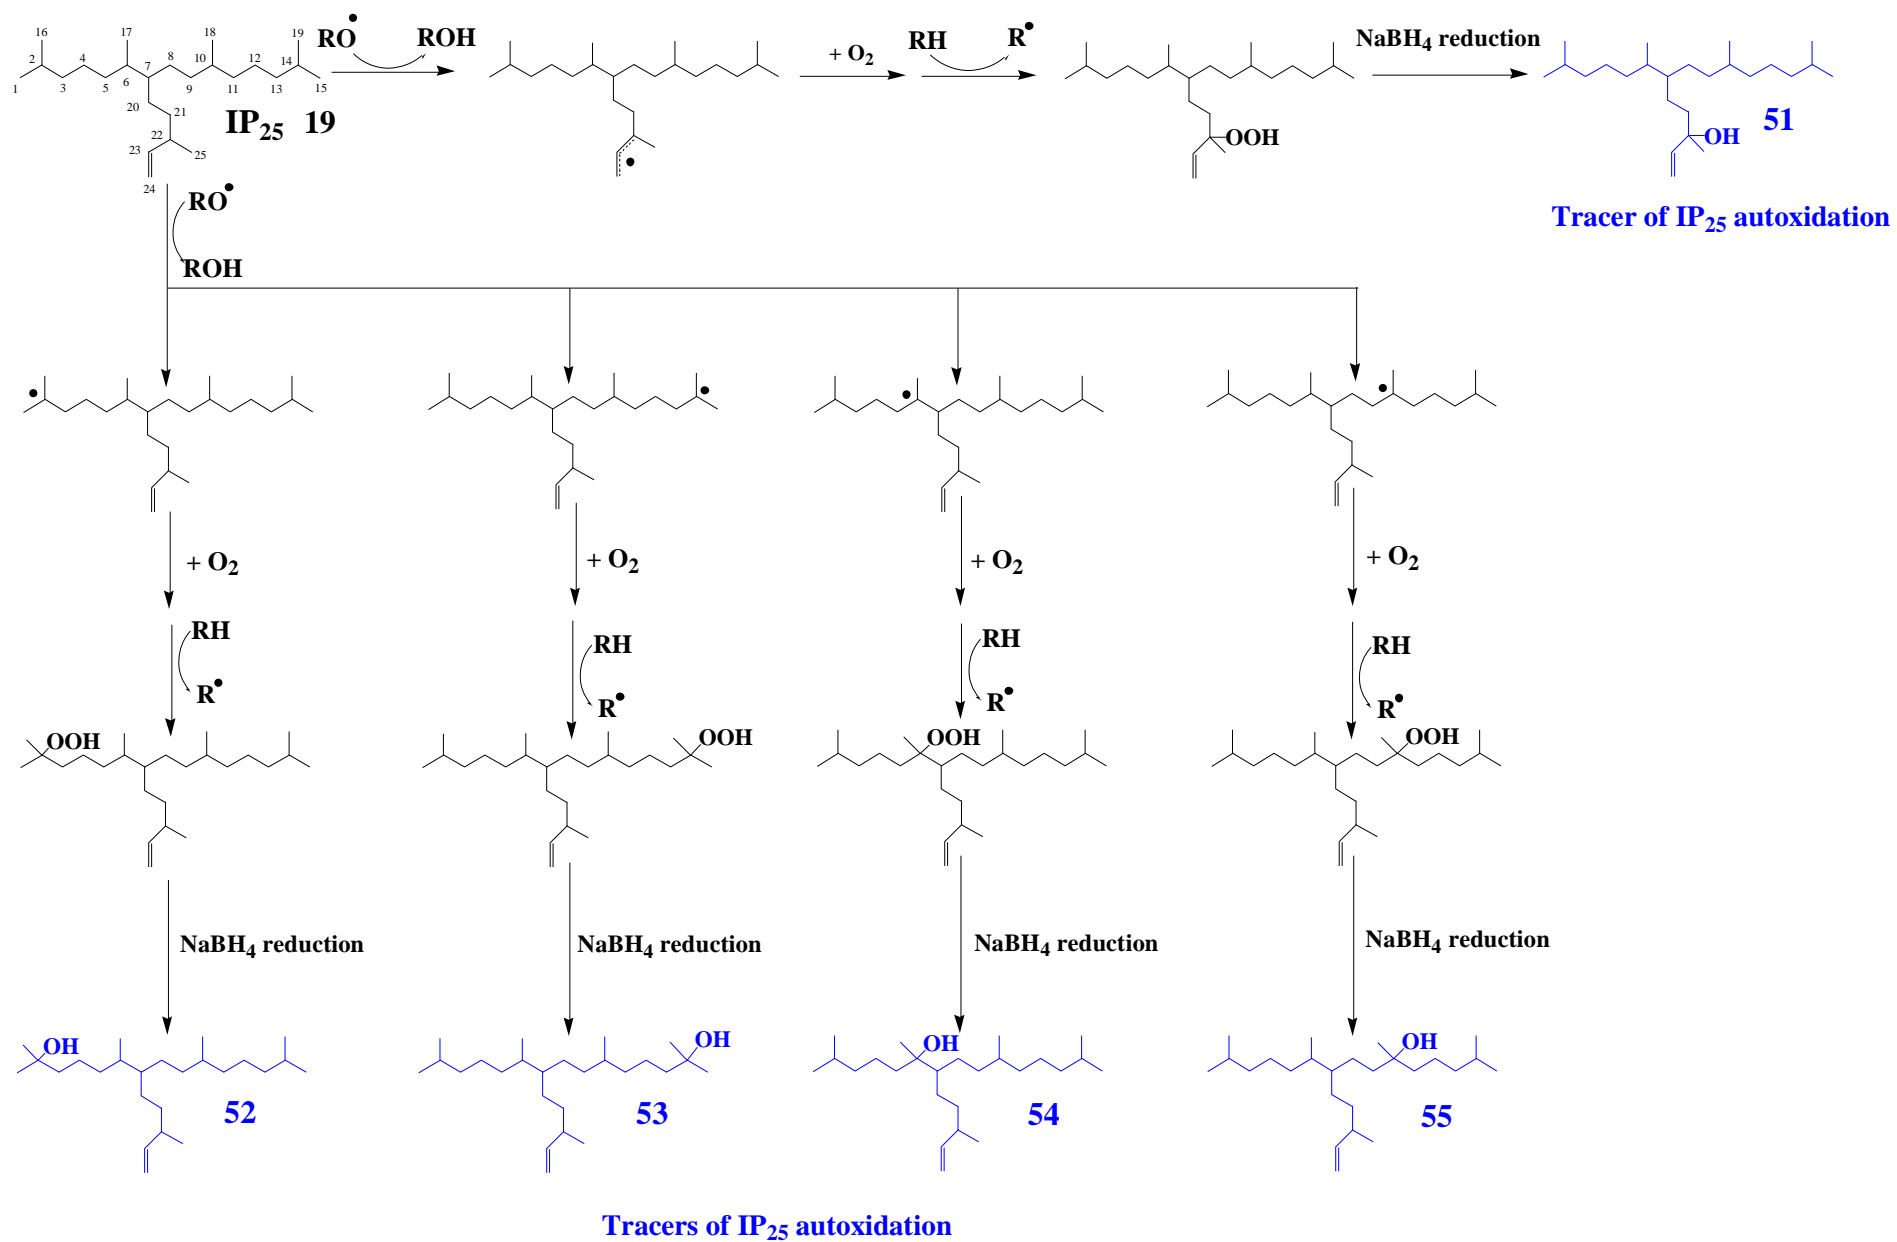 16 17 18 19
RO• ROH
+ O2
RH R•
NaBH4 reduction
2 4 7 8 10 12 14
1 3 5 6 9 11 13 15
20 21
IP25 19
22
23 25
24
OOH
OH
51
Tracer of IP25 autoxidation
RO•
ROH
+ O2 + O2 + O2 + O2
RH RH RH RH
R• R• R• R•
OOH OOH OOH OOH
NaBH4 reduction NaBH4 reduction NaBH4 reduction NaBH4 reduction
OH OH OH OH
52 53 54 55
Tracers of IP25 autoxidation